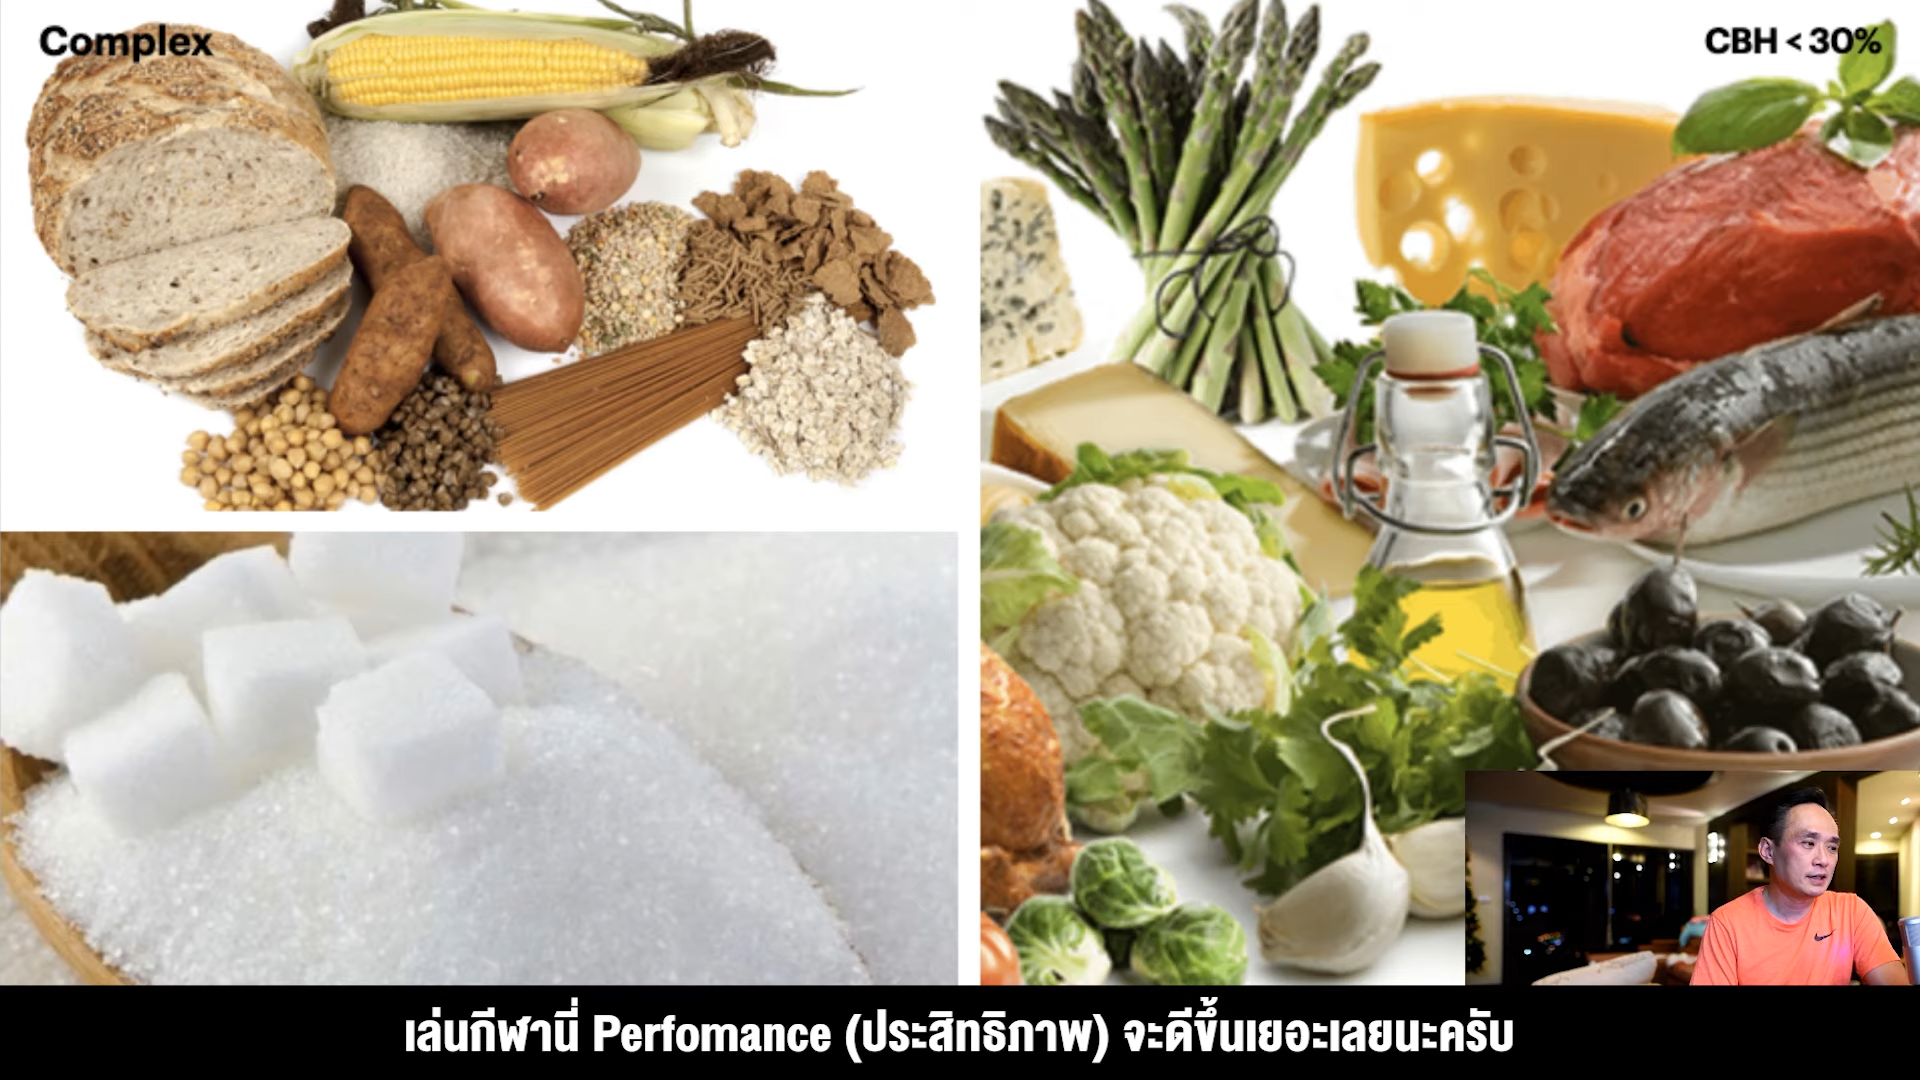 Complex
CBH < 30%
เล่นกีฬานี่ Perfomance (ประสิทธิภาพ) จะดีขึ้นเยอะเลยนะครับ